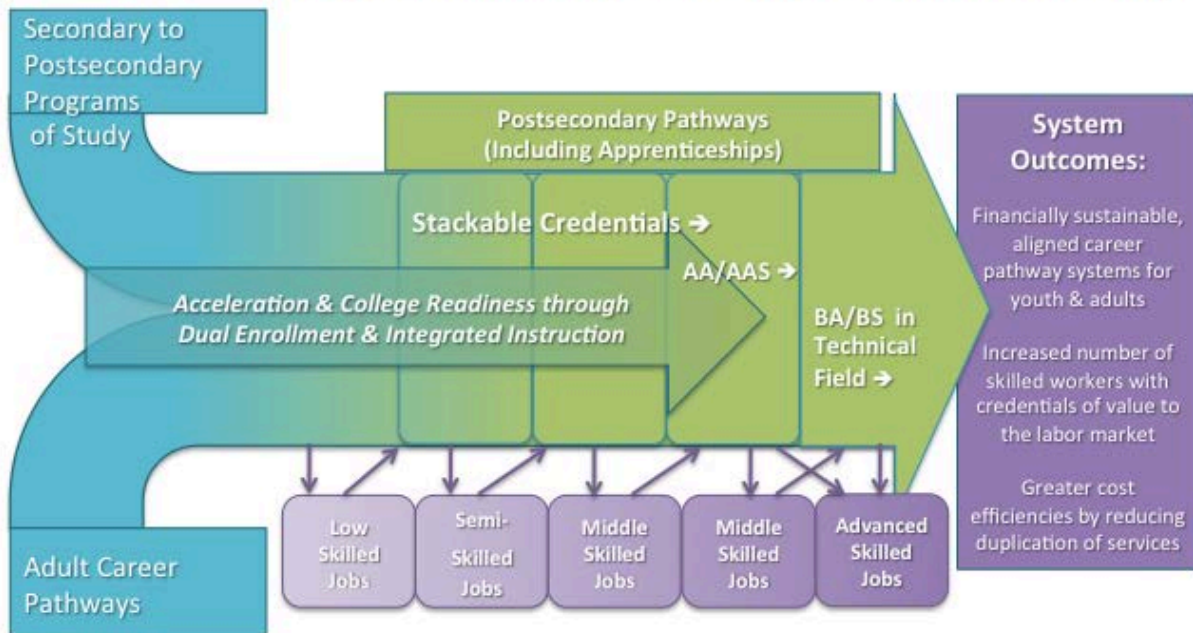 Secondary to
Postsecondary
Programs
of Study
Postsecondary Pathways
(Including Apprenticeships)
Stackable Credentials →
AA/AAS →
BA/BS in
Technical
Field →
Acceleration & College Readiness through
Dual Enrollment & Integrated Instruction
Adult Career
Pathways
Low
Skilled
Jobs
Semi-
Skilled
Jobs
Middle
Skilled
Jobs
Middle
Skilled
Jobs
Advanced
Skilled
Jobs
System
Outcomes:
Financially sustainable,
aligned career
pathway systems for
youth & adults
Increased number of
skilled workers with
credentials of value to
the labor market
Greater cost
efficiencies by reducing
duplication of services